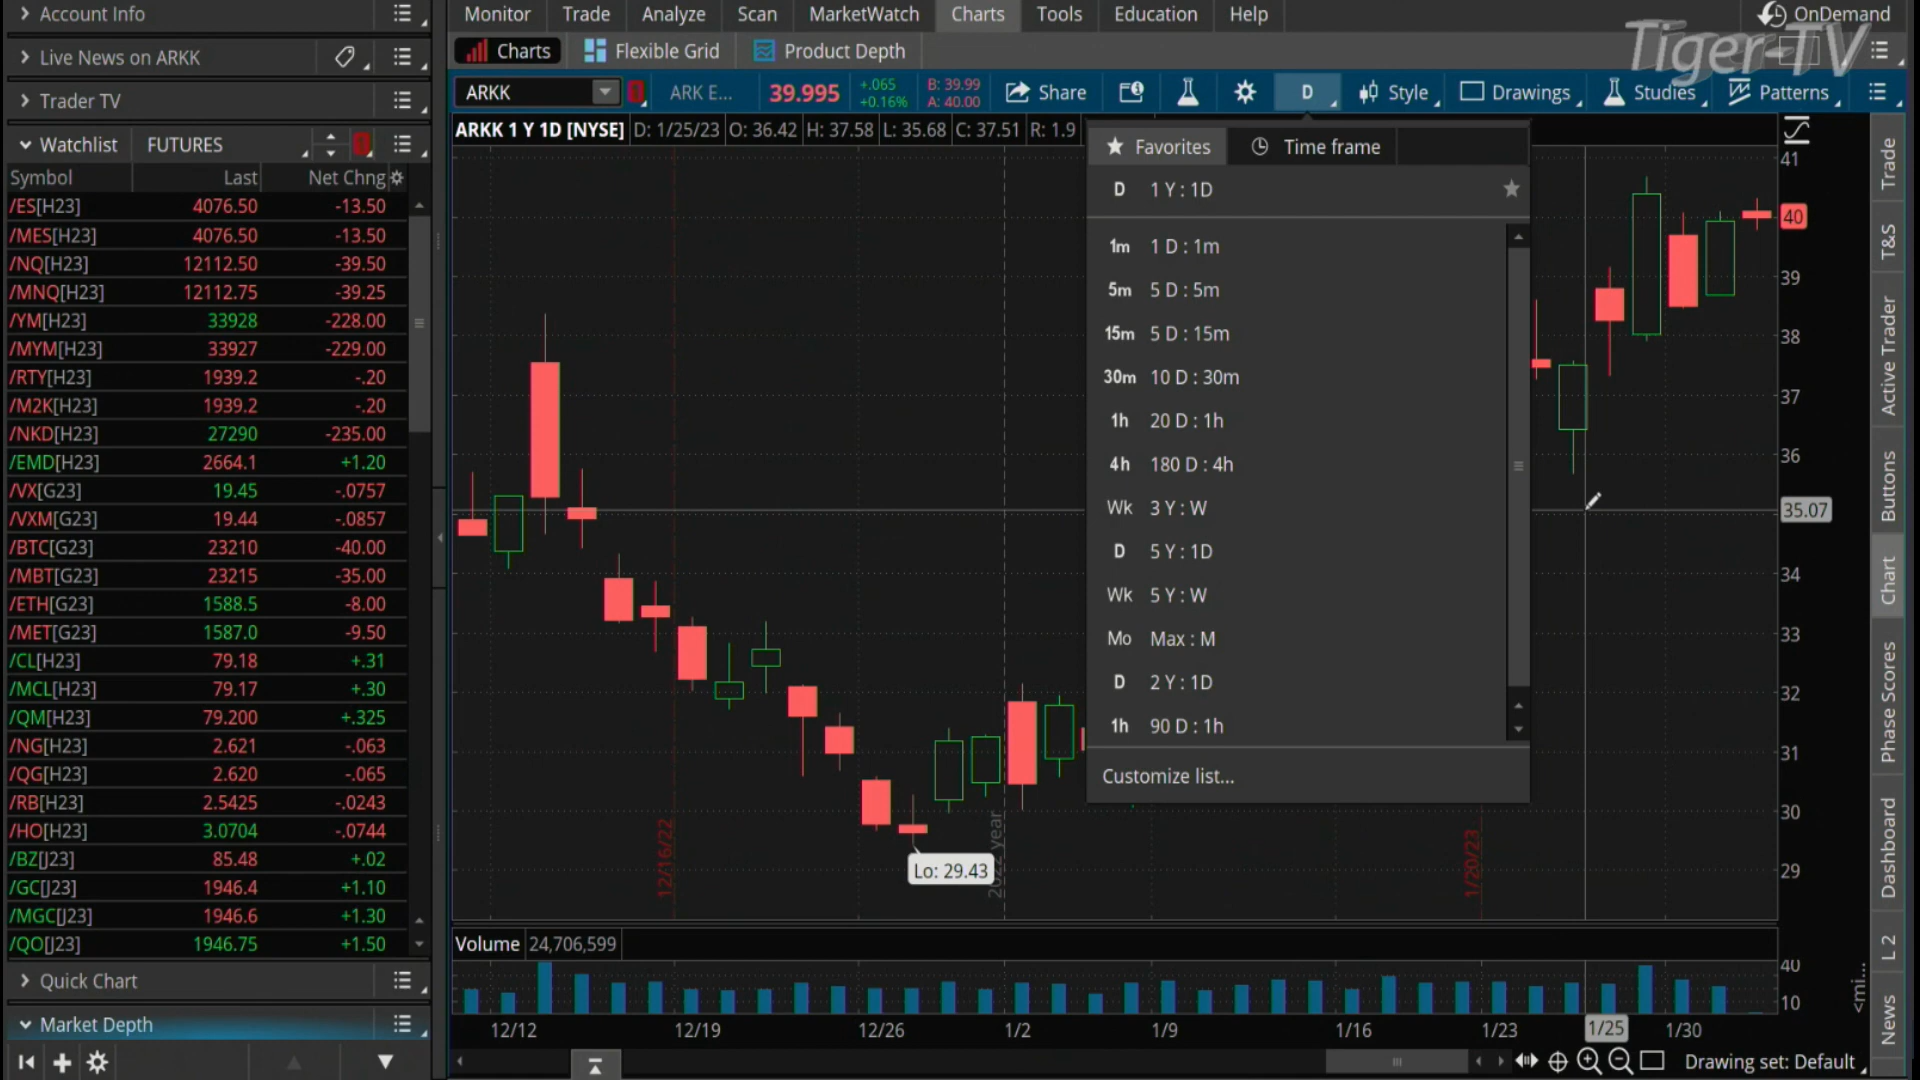 Account Info
Live News on ARKK
Trader TV
Watchlist FUTURES
Symbol Last Net Chng
/ES[H23] 4076.50 -13.50
/MES[H23] 4076.50 -13.50
/NQ[H23] 12112.50 -39.50
/MNQ[H23] 12112.75 -39.25
/YM[H23] 33928 -228.00
/MYM[H23] 33927 -229.00
/RTY[H23] 1939.2 -.20
/M2K[H23] 1939.2 -.20
/NKD[H23] 27290 -235.00
/EMD[H23] 2664.1 +1.20
/VX[G23] 19.45 -.0757
/VXM[G23] 19.44 -.0857
/BTC[G23] 23210 -40.00
/MBT[G23] 23215 -35.00
/ETH[G23] 1588.5 -8.00
/MET[G23] 1587.0 -9.50
/CL[H23] 79.18 +.31
/MCL[H23] 79.17 +.30
/QM[H23] 79.200 +.325
/NG[H23] 2.621 -.063
/QG[H23] 2.620 -.065
/RB[H23] 2.5425 -.0243
/HO[H23] 3.0704 -.0744
/BZ[J23] 85.48 +.02
/GC[J23] 1946.4 +1.10
/MGC[J23] 1946.6 +1.30
/QO[J23] 1946.75 +1.50
Quick Chart
Market Depth
Monitor Trade Analyze Scan MarketWatch Charts Tools Education Help OnDemand
Tiger-TV
Charts Flexible Grid Product Depth
ARKK ARK E... 39.995 +.065 +0.16% B: 39.99 A: 40.00 Share D Style Drawings Studies Patterns
ARKK 1 Y 1D [NYSE] D: 1/25/23 O: 36.42 H: 37.58 L: 35.68 C: 37.51 R: 1.9
Favorites Time frame
D 1 Y : 1D
1m 1 D : 1m
5m 5 D : 5m
15m 5 D : 15m
30m 10 D : 30m
1h 20 D : 1h
4h 180 D : 4h
Wk 3 Y : W
D 5 Y : 1D
Wk 5 Y : W
Mo Max : M
D 2 Y : 1D
1h 90 D : 1h
Customize list...
41
40
39
38
37
36
35.07
34
33
32
31
30
29
12/16/22
Lo: 29.43
2022 year
1/20/23
Volume 24,706,599
40
10
<mi...
12/12 12/19 12/26 1/2 1/9 1/16 1/23 1/25 1/30
Drawing set: Default
Trade
T&S
Active Trader
Buttons
Chart
Phase Scores
Dashboard
L 2
News